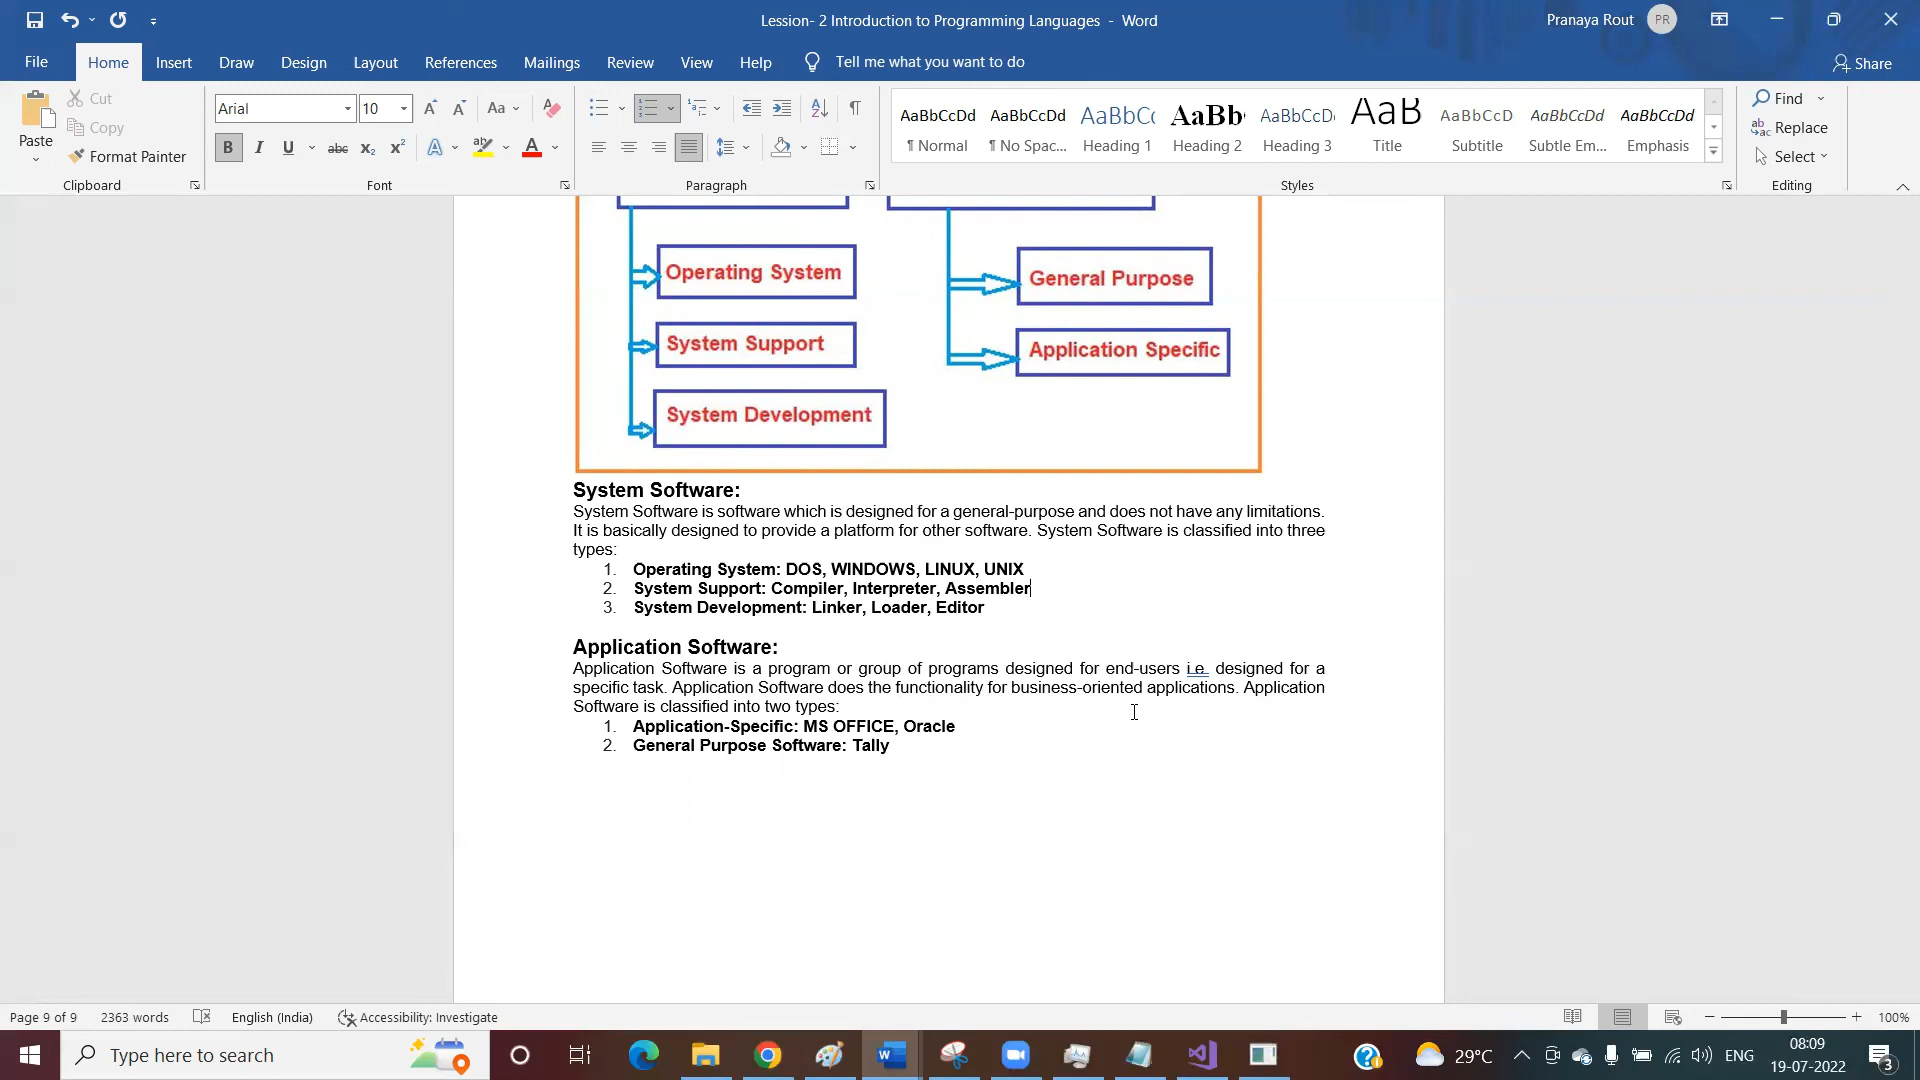 Lession- 2 Introduction to Programming Languages - Word
Pranaya Rout PR
File Home Insert Draw Design Layout References Mailings Review View Help Tell me what you want to do Share
Paste
Cut
Copy
Format Painter
Clipboard
Arial 10
Font
Paragraph
AaBbCcDd AaBbCcDd AaBbCc AaBb AaBbCcD AaB AaBbCcD AaBbCcDd AaBbCcDd
¶ Normal ¶ No Spac... Heading 1 Heading 2 Heading 3 Title Subtitle Subtle Em... Emphasis
Styles
Find
Replace
Select
Editing
Operating System
General Purpose
System Support
Application Specific
System Development
System Software:
System Software is software which is designed for a general-purpose and does not have any limitations.
It is basically designed to provide a platform for other software. System Software is classified into three
types:
1. Operating System: DOS, WINDOWS, LINUX, UNIX
2. System Support: Compiler, Interpreter, Assembler
3. System Development: Linker, Loader, Editor
Application Software:
Application Software is a program or group of programs designed for end-users i.e. designed for a
specific task. Application Software does the functionality for business-oriented applications. Application
Software is classified into two types:
1. Application-Specific: MS OFFICE, Oracle
2. General Purpose Software: Tally
Page 9 of 9 2363 words English (India) Accessibility: Investigate 100%
Type here to search
29°C ENG
08:09
19-07-2022
3